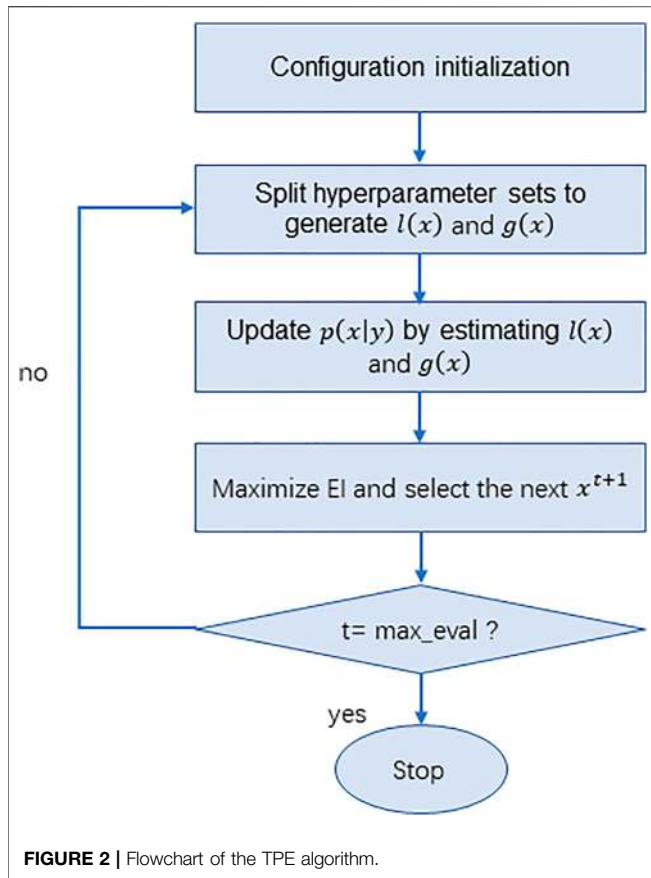 Configuration initialization
Split hyperparameter sets to
generate l(x) and g(x)
Update p(x|y) by estimating l(x)
and g(x)
no
Maximize EI and select the next x^{t+1}
t= max_eval ?
yes
Stop
FIGURE 2 | Flowchart of the TPE algorithm.